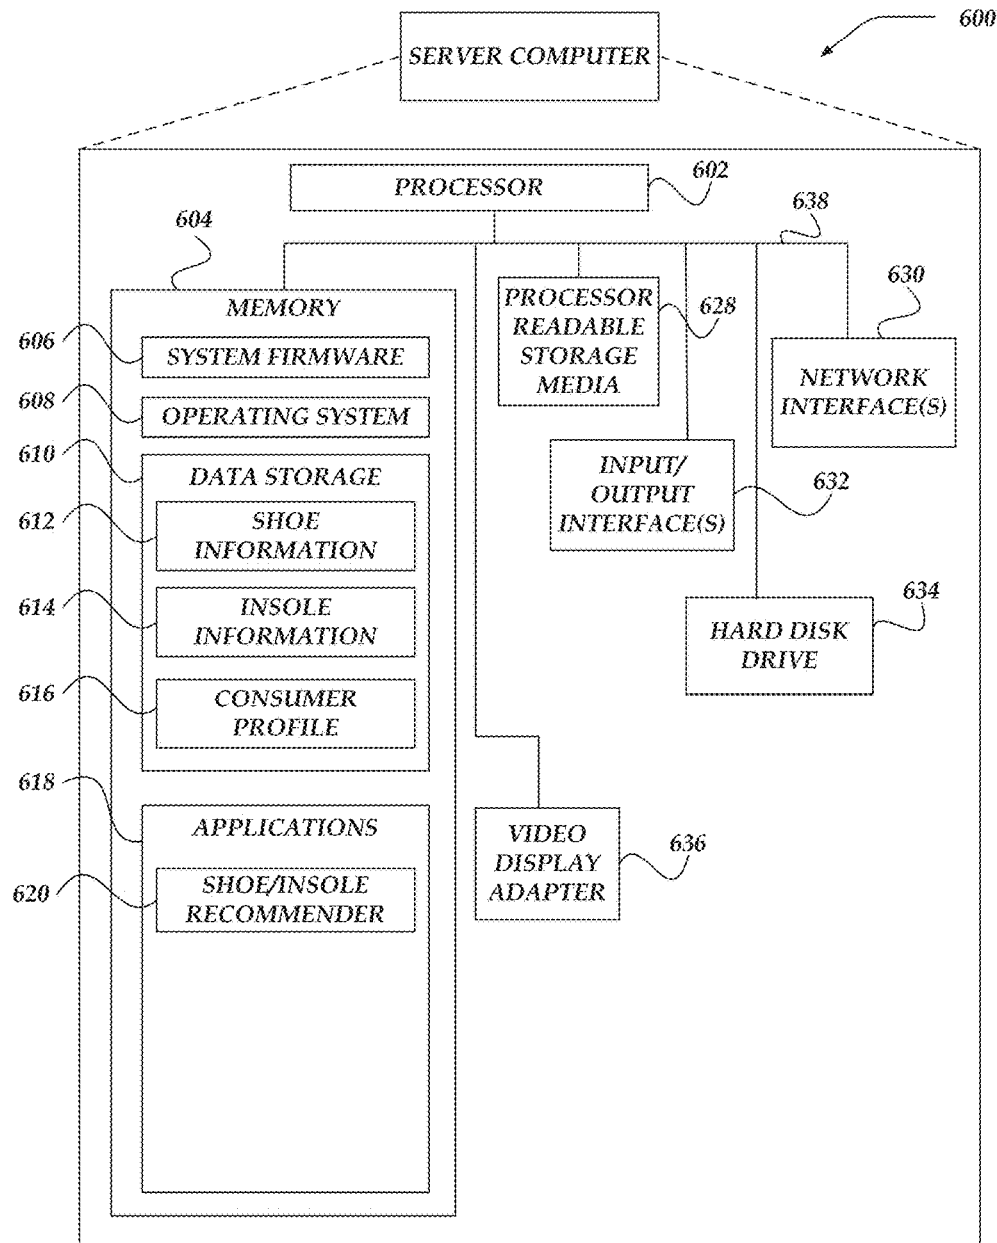 600
SERVER COMPUTER
PROCESSOR
602
638
604
MEMORY
606
SYSTEM FIRMWARE
608
OPERATING SYSTEM
610
DATA STORAGE
612
SHOE
INFORMATION
614
INSOLE
INFORMATION
616
CONSUMER
PROFILE
618
APPLICATIONS
620
SHOE/INSOLE
RECOMMENDER
PROCESSOR
READABLE
STORAGE
MEDIA
628
630
NETWORK
INTERFACE(S)
INPUT/
OUTPUT
INTERFACE(S)
632
634
HARD DISK
DRIVE
VIDEO
DISPLAY
ADAPTER
636